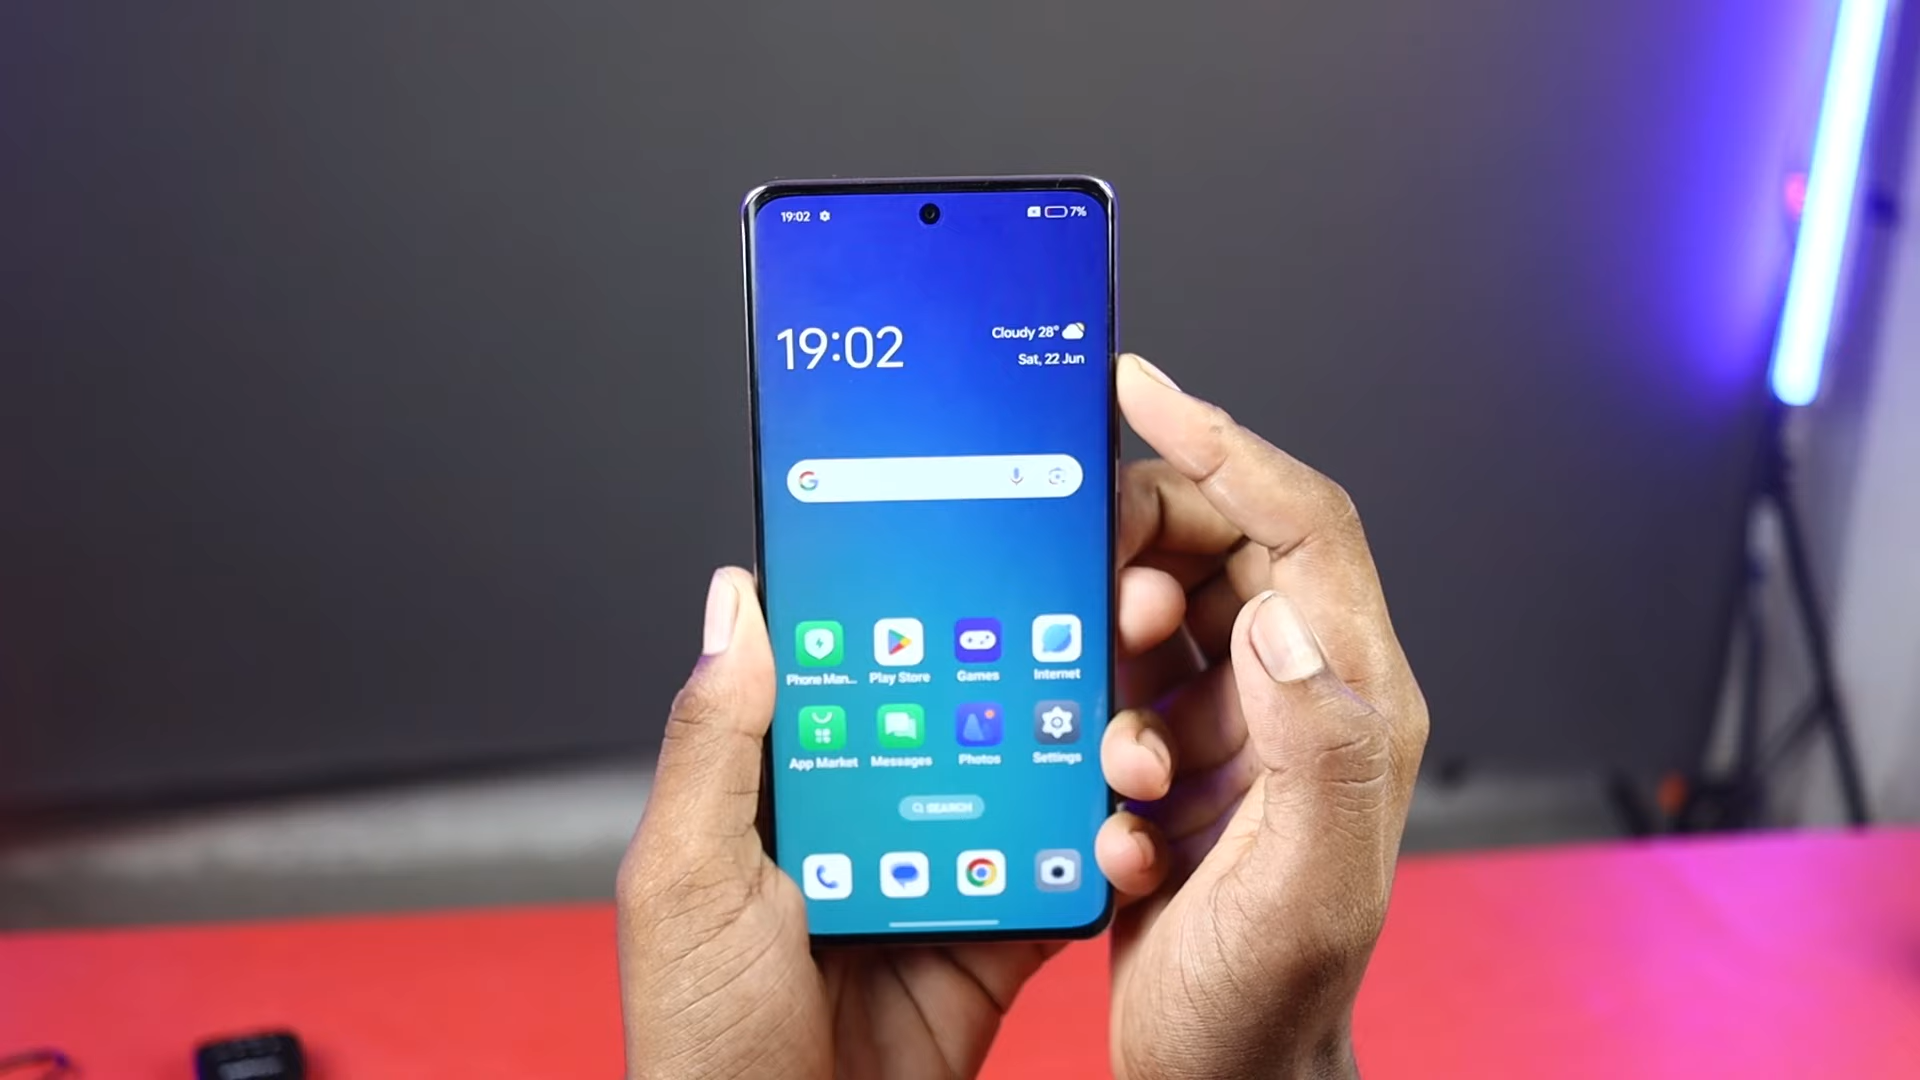 19:02
7%
19:02
Cloudy 28°
Sat, 22 Jun
Phone Man...
Play Store
Games
Internet
App Market
Messages
Photos
Settings
SEARCH